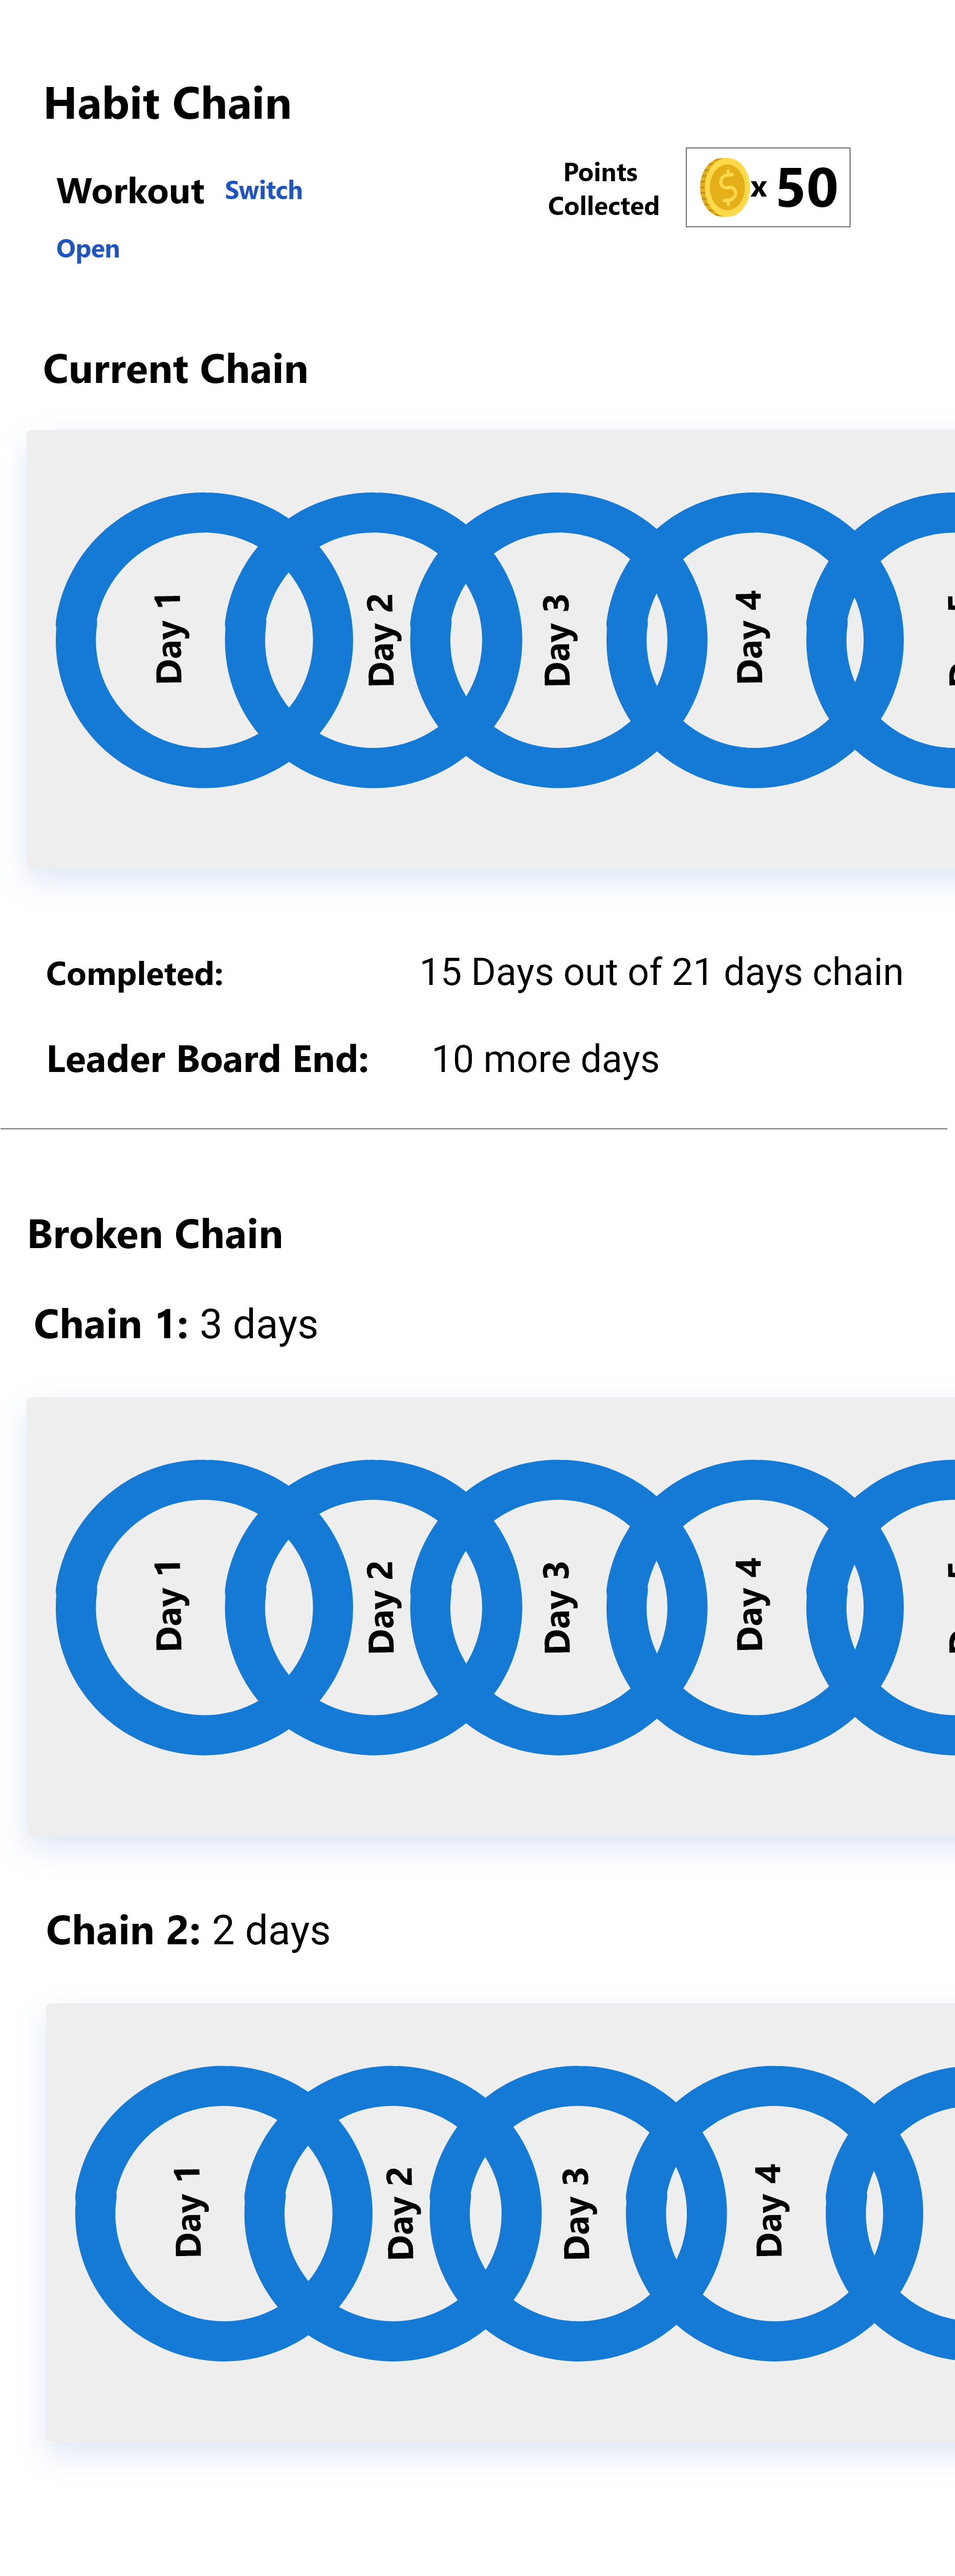 Habit Chain
Workout Switch
Points
Collected
x 50
Open
Current Chain
Day 1
Day 2
Day 3
Day 4
Completed: 15 Days out of 21 days chain
Leader Board End: 10 more days
Broken Chain
Chain 1: 3 days
Day 1
Day 2
Day 3
Day 4
Chain 2: 2 days
Day 1
Day 2
Day 3
Day 4